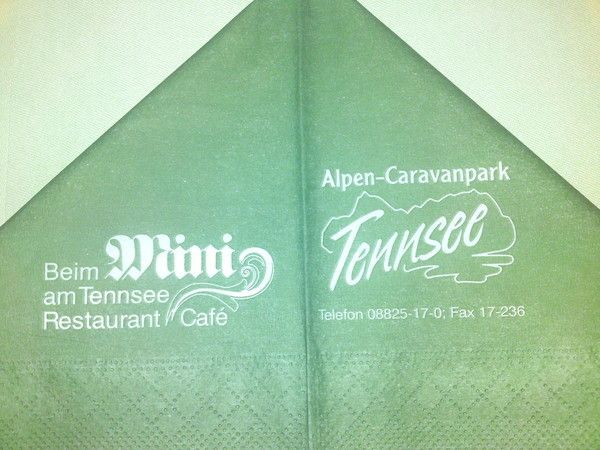 Beim Mini
am Tennsee
Restaurant Café
Alpen-Caravanpark
Tennsee
Telefon 08825-17-0; Fax 17-236